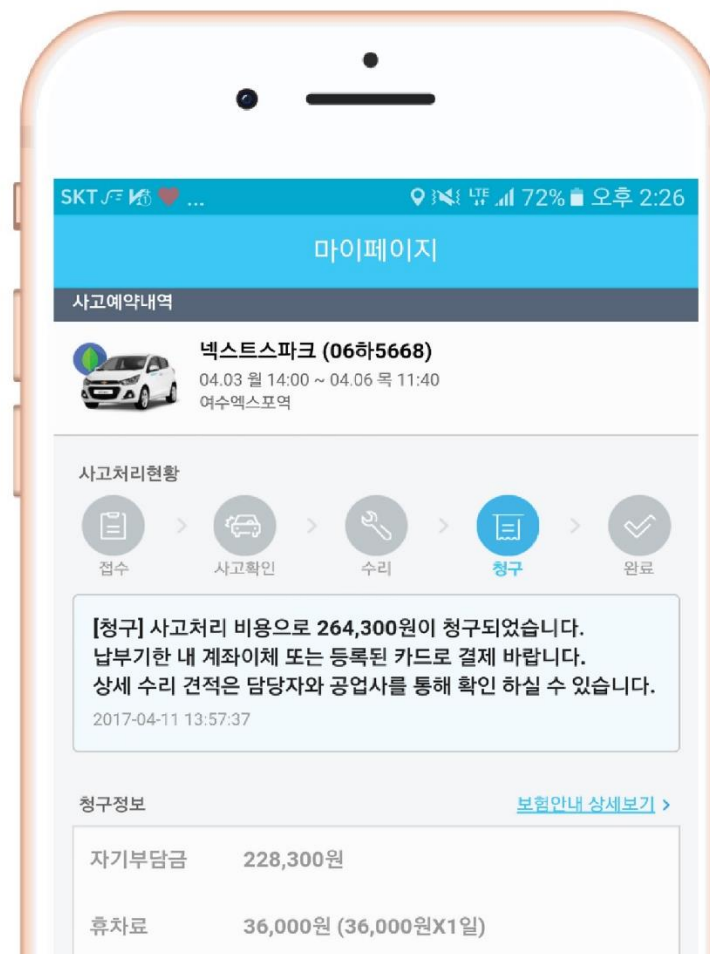 SKT ... LTE 72% 오후 2:26
마이페이지
사고예약내역
넥스트스파크 (06하5668)
04.03 월 14:00 ~ 04.06 목 11:40
여수엑스포역
사고처리현황
접수 > 사고확인 > 수리 > 청구 > 완료
[청구] 사고처리 비용으로 264,300원이 청구되었습니다.
납부기한 내 계좌이체 또는 등록된 카드로 결제 바랍니다.
상세 수리 견적은 담당자와 공업사를 통해 확인 하실 수 있습니다.
2017-04-11 13:57:37
청구정보 보험안내 상세보기 >
자기부담금 228,300원
휴차료 36,000원 (36,000원X1일)